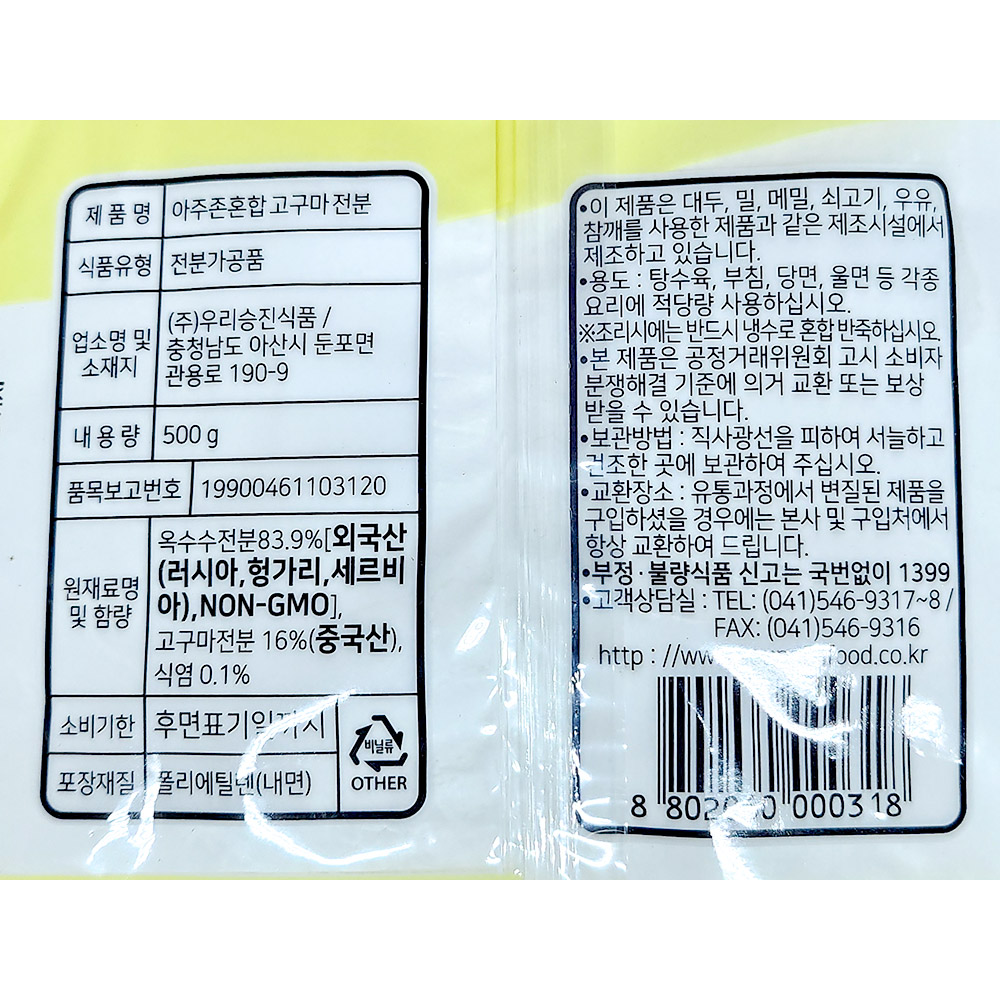 제 품 명 아주존혼합고구마전분
식품유형 전분가공품
업소명 및
소재지
(주)우리승진식품 /
충청남도 아산시 둔포면
관용로 190-9
내 용 량 500 g
품목보고번호 19900461103120
원재료명
및 함량
옥수수전분83.9%[외국산
(러시아,헝가리,세르비
아),NON-GMO],
고구마전분 16%(중국산),
식염 0.1%
소비기한 후면표기일까지
포장재질 폴리에틸렌(내면)
비닐류
OTHER
•이 제품은 대두, 밀, 메밀, 쇠고기, 우유,
참깨를 사용한 제품과 같은 제조시설에서
제조하고 있습니다.
•용도 : 탕수육, 부침, 당면, 울면 등 각종
요리에 적당량 사용하십시오.
※조리시에는 반드시 냉수로 혼합 반죽하십시오.
•본 제품은 공정거래위원회 고시 소비자
분쟁해결 기준에 의거 교환 또는 보상
받을 수 있습니다.
•보관방법 : 직사광선을 피하여 서늘하고
건조한 곳에 보관하여 주십시오.
•교환장소 : 유통과정에서 변질된 제품을
구입하셨을 경우에는 본사 및 구입처에서
항상 교환하여 드립니다.
•부정·불량식품 신고는 국번없이 1399
•고객상담실 : TEL: (041)546-9317~8 /
FAX: (041)546-9316
http : //
8 000318